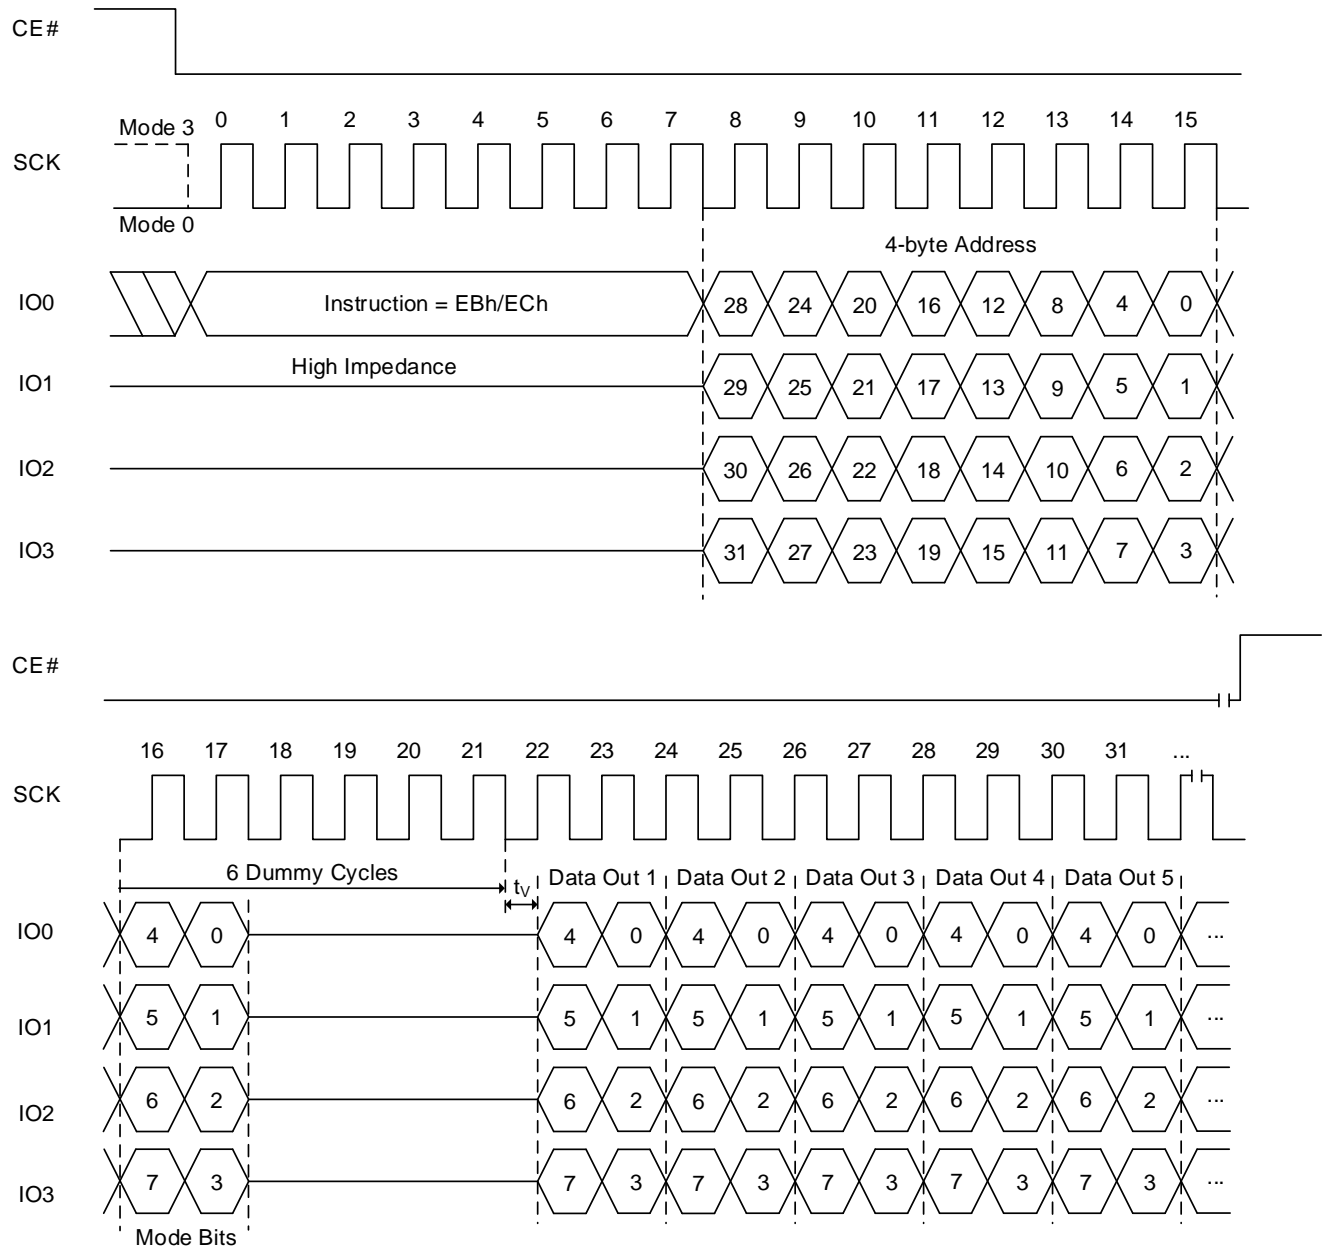 CE#
Mode 3 0 1 2 3 4 5 6 7 8 9 10 11 12 13 14 15
SCK
Mode 0
4-byte Address
IO0 Instruction = EBh/ECh 28 24 20 16 12 8 4 0
High Impedance
IO1 29 25 21 17 13 9 5 1
IO2 30 26 22 18 14 10 6 2
IO3 31 27 23 19 15 11 7 3
CE#
16 17 18 19 20 21 22 23 24 25 26 27 28 29 30 31 ...
SCK
6 Dummy Cycles tV Data Out 1 Data Out 2 Data Out 3 Data Out 4 Data Out 5
IO0 4 0 4 0 4 0 4 0 4 0 4 0 ...
IO1 5 1 5 1 5 1 5 1 5 1 5 1 ...
IO2 6 2 6 2 6 2 6 2 6 2 6 2 ...
IO3 7 3 7 3 7 3 7 3 7 3 7 3 ...
Mode Bits